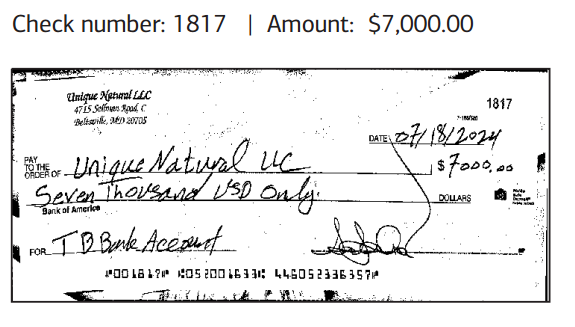 Check number: 1817 | Amount: $7,000.00
Unique Natural LLC
4715 Sellman Road, C
Beltsville, MD 20705
1817
DATE 07/18/2024
PAY TO THE ORDER OF Unique Natural LLC $7000.00
Seven Thousand USD only. DOLLARS
Bank of America
FOR TD Bank Account
⑈001817⑈ ⑆052001633⑆ 446052336357⑈